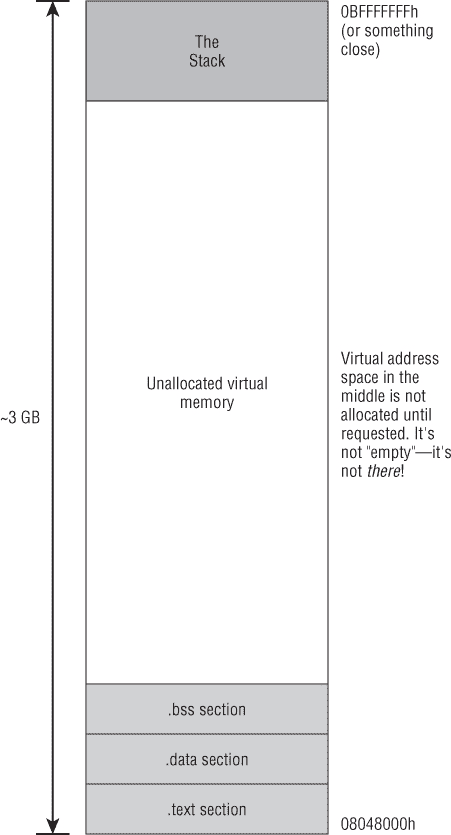 The
Stack
0BFFFFFFFh
(or something
close)
~3 GB
Unallocated virtual
memory
Virtual address
space in the
middle is not
allocated until
requested. It's
not "empty"—it's
not there!
.bss section
.data section
.text section
08048000h